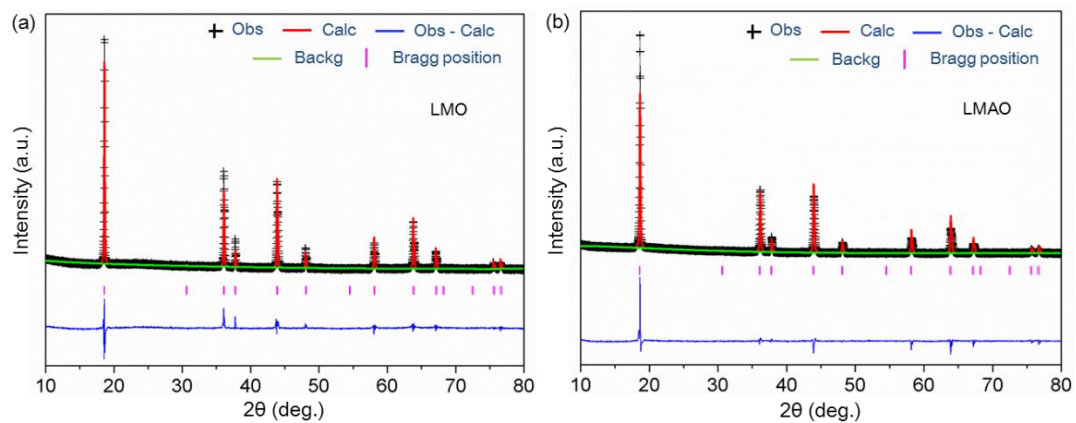 (a)
Obs Calc Obs - Calc
Backg Bragg position
LMO
Intensity (a.u.)
10 20 30 40 50 60 70 80
2θ (deg.)
(b)
Obs Calc Obs - Calc
Backg Bragg position
LMAO
Intensity (a.u.)
10 20 30 40 50 60 70 80
2θ (deg.)